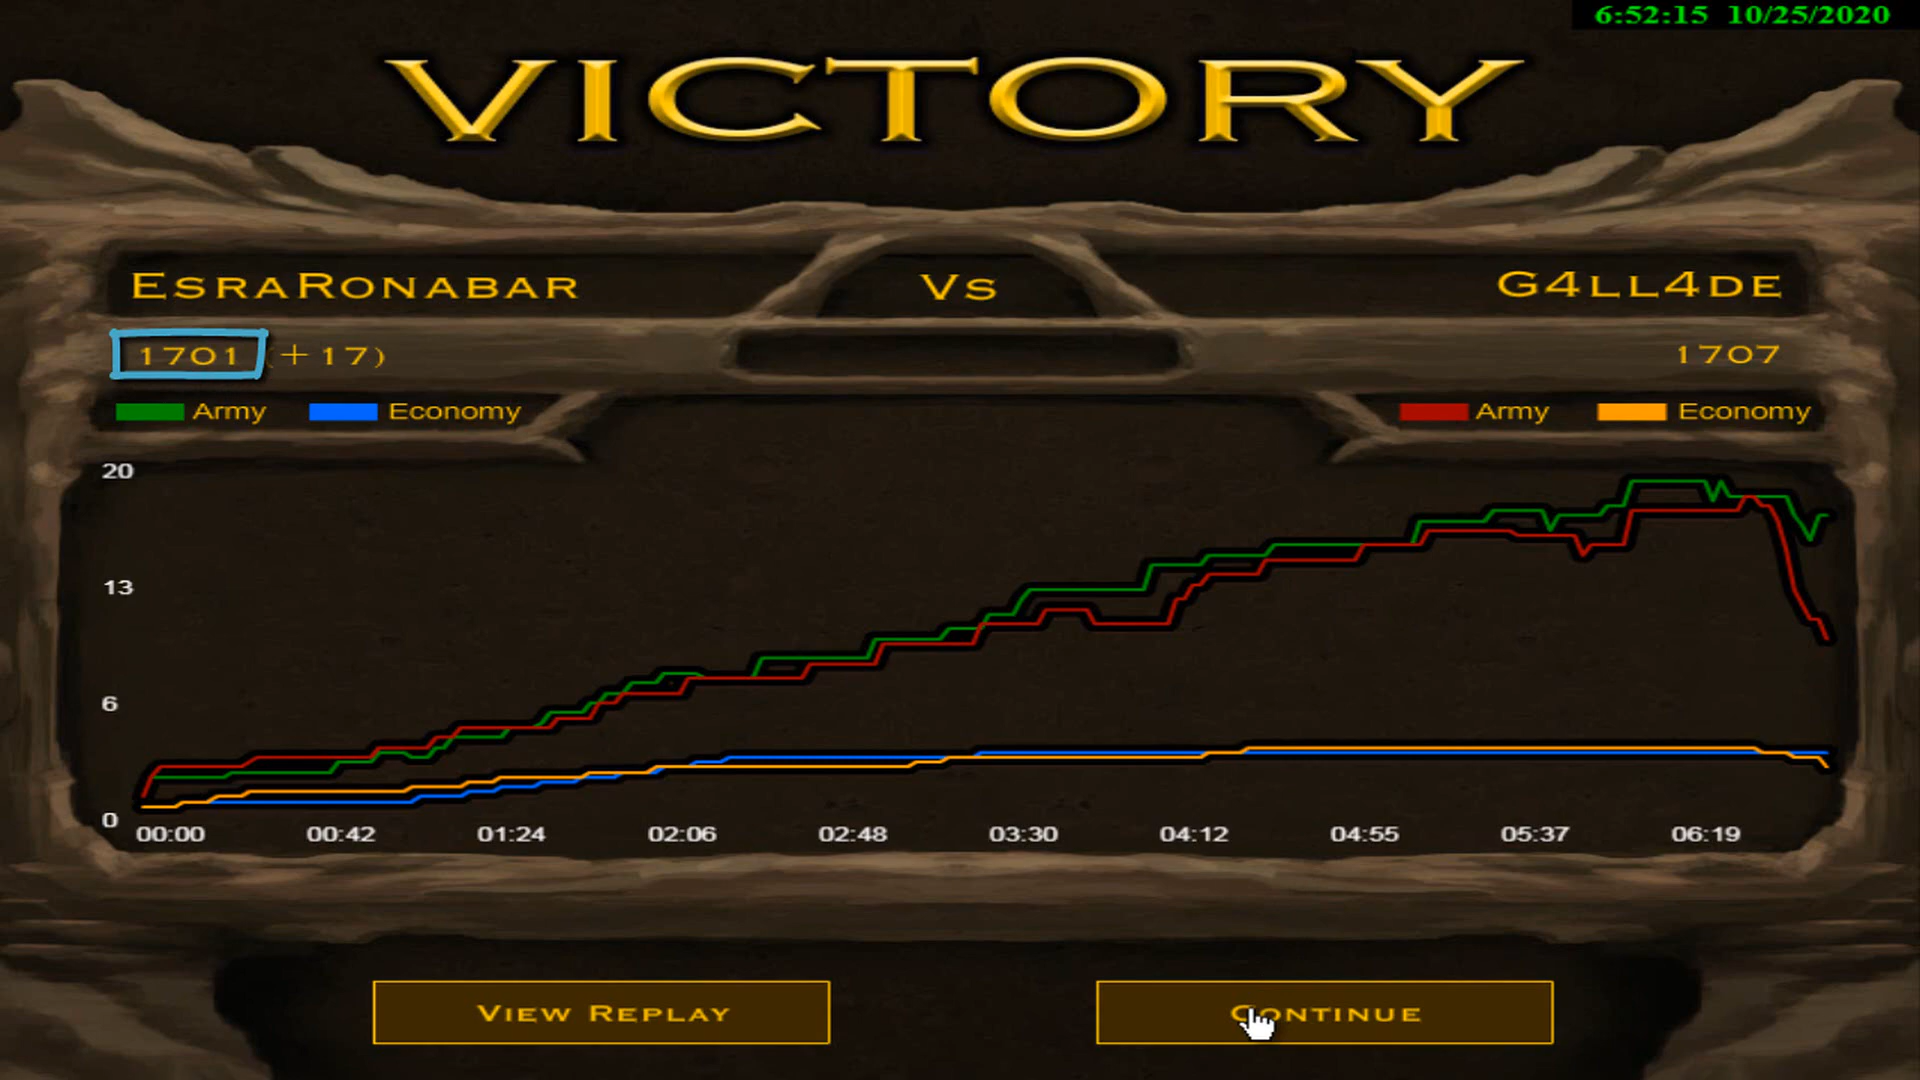 6:52:15 10/25/2020
VICTORY
EsraRonabar Vs G4ll4de
1701 (+17) 1707
Army Economy Army Economy
20
13
6
0
00:00 00:42 01:24 02:06 02:48 03:30 04:12 04:55 05:37 06:19
View Replay Continue